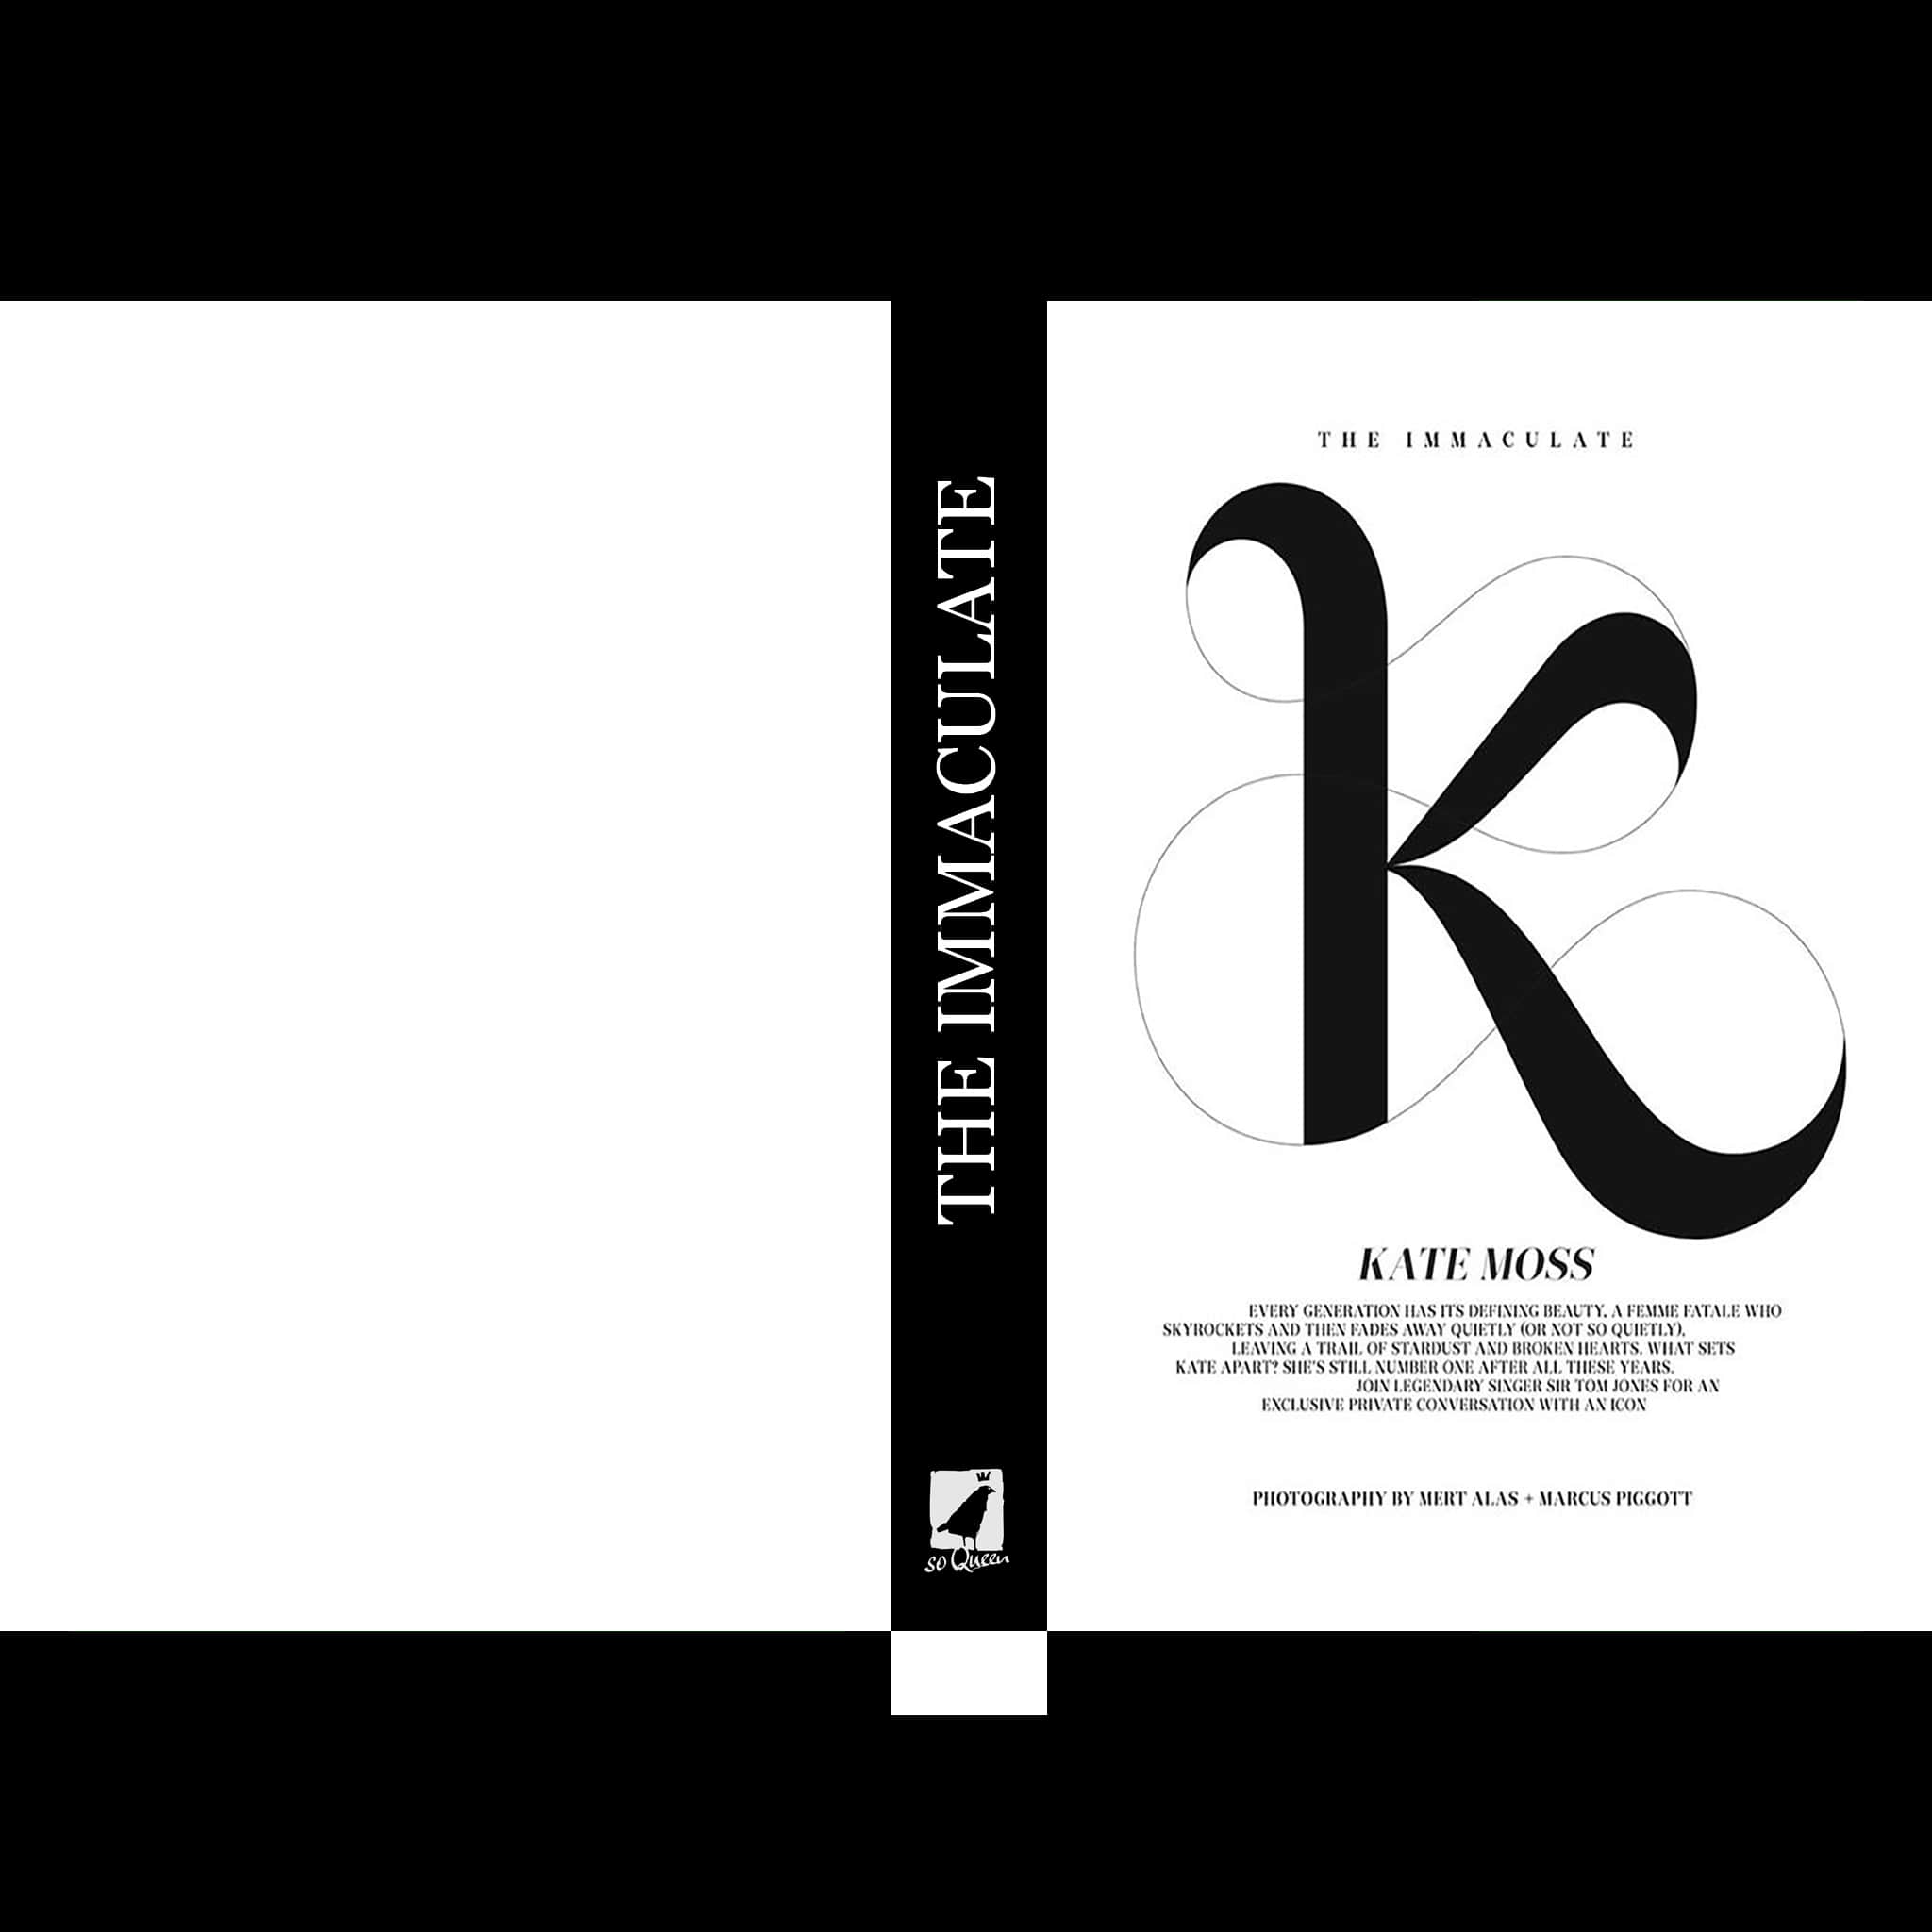 THE IMMACULATE
so Queen
THE IMMACULATE
k
KATE MOSS
EVERY GENERATION HAS ITS DEFINING BEAUTY, A FEMME FATALE WHO
SKYROCKETS AND THEN FADES AWAY QUIETLY (OR NOT SO QUIETLY),
LEAVING A TRAIL OF STARDUST AND BROKEN HEARTS. WHAT SETS
KATE APART? SHE'S STILL NUMBER ONE AFTER ALL THESE YEARS.
JOIN LEGENDARY SINGER SIR TOM JONES FOR AN
EXCLUSIVE PRIVATE CONVERSATION WITH AN ICON
PHOTOGRAPHY BY MERT ALAS + MARCUS PIGGOTT